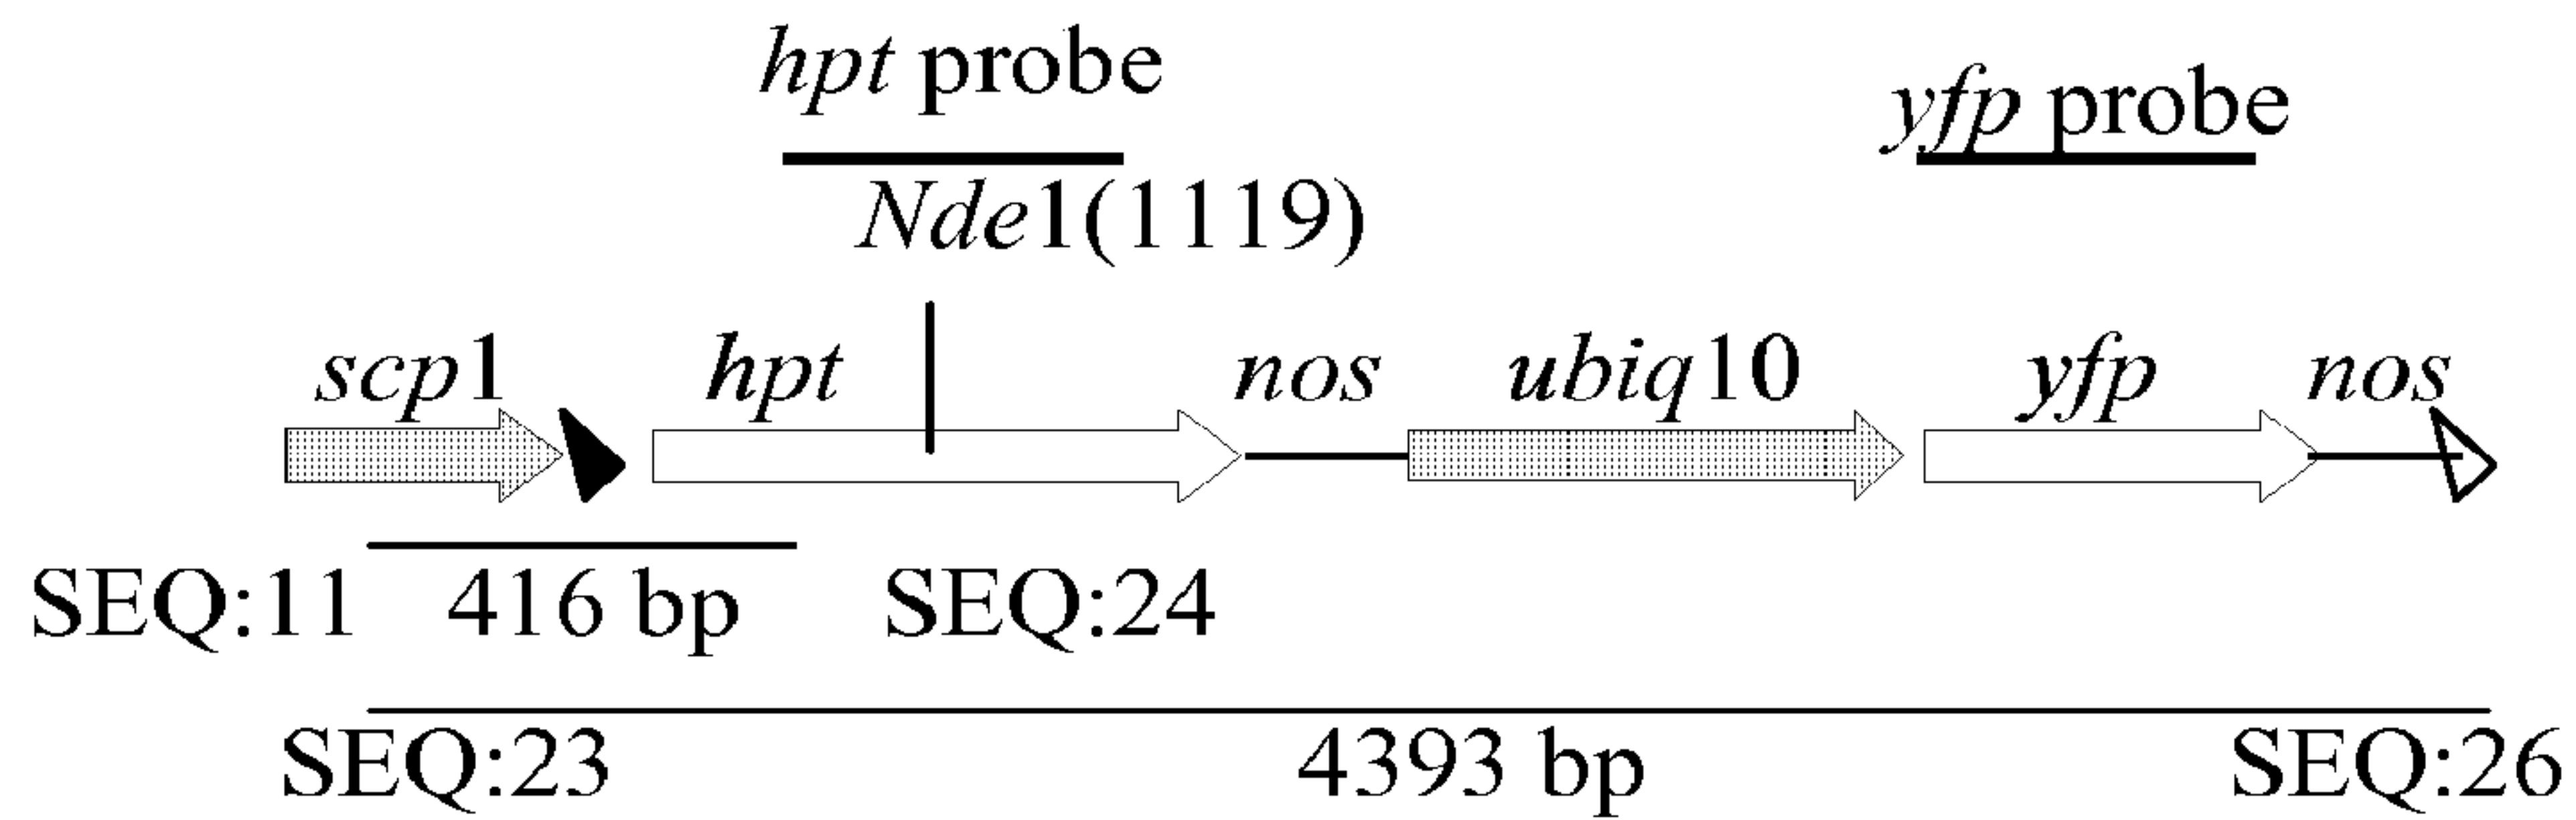 hpt probe
yfp probe
Nde1(1119)
scp1 hpt nos ubiq10 yfp nos
SEQ:11 416 bp SEQ:24
SEQ:23 4393 bp SEQ:26